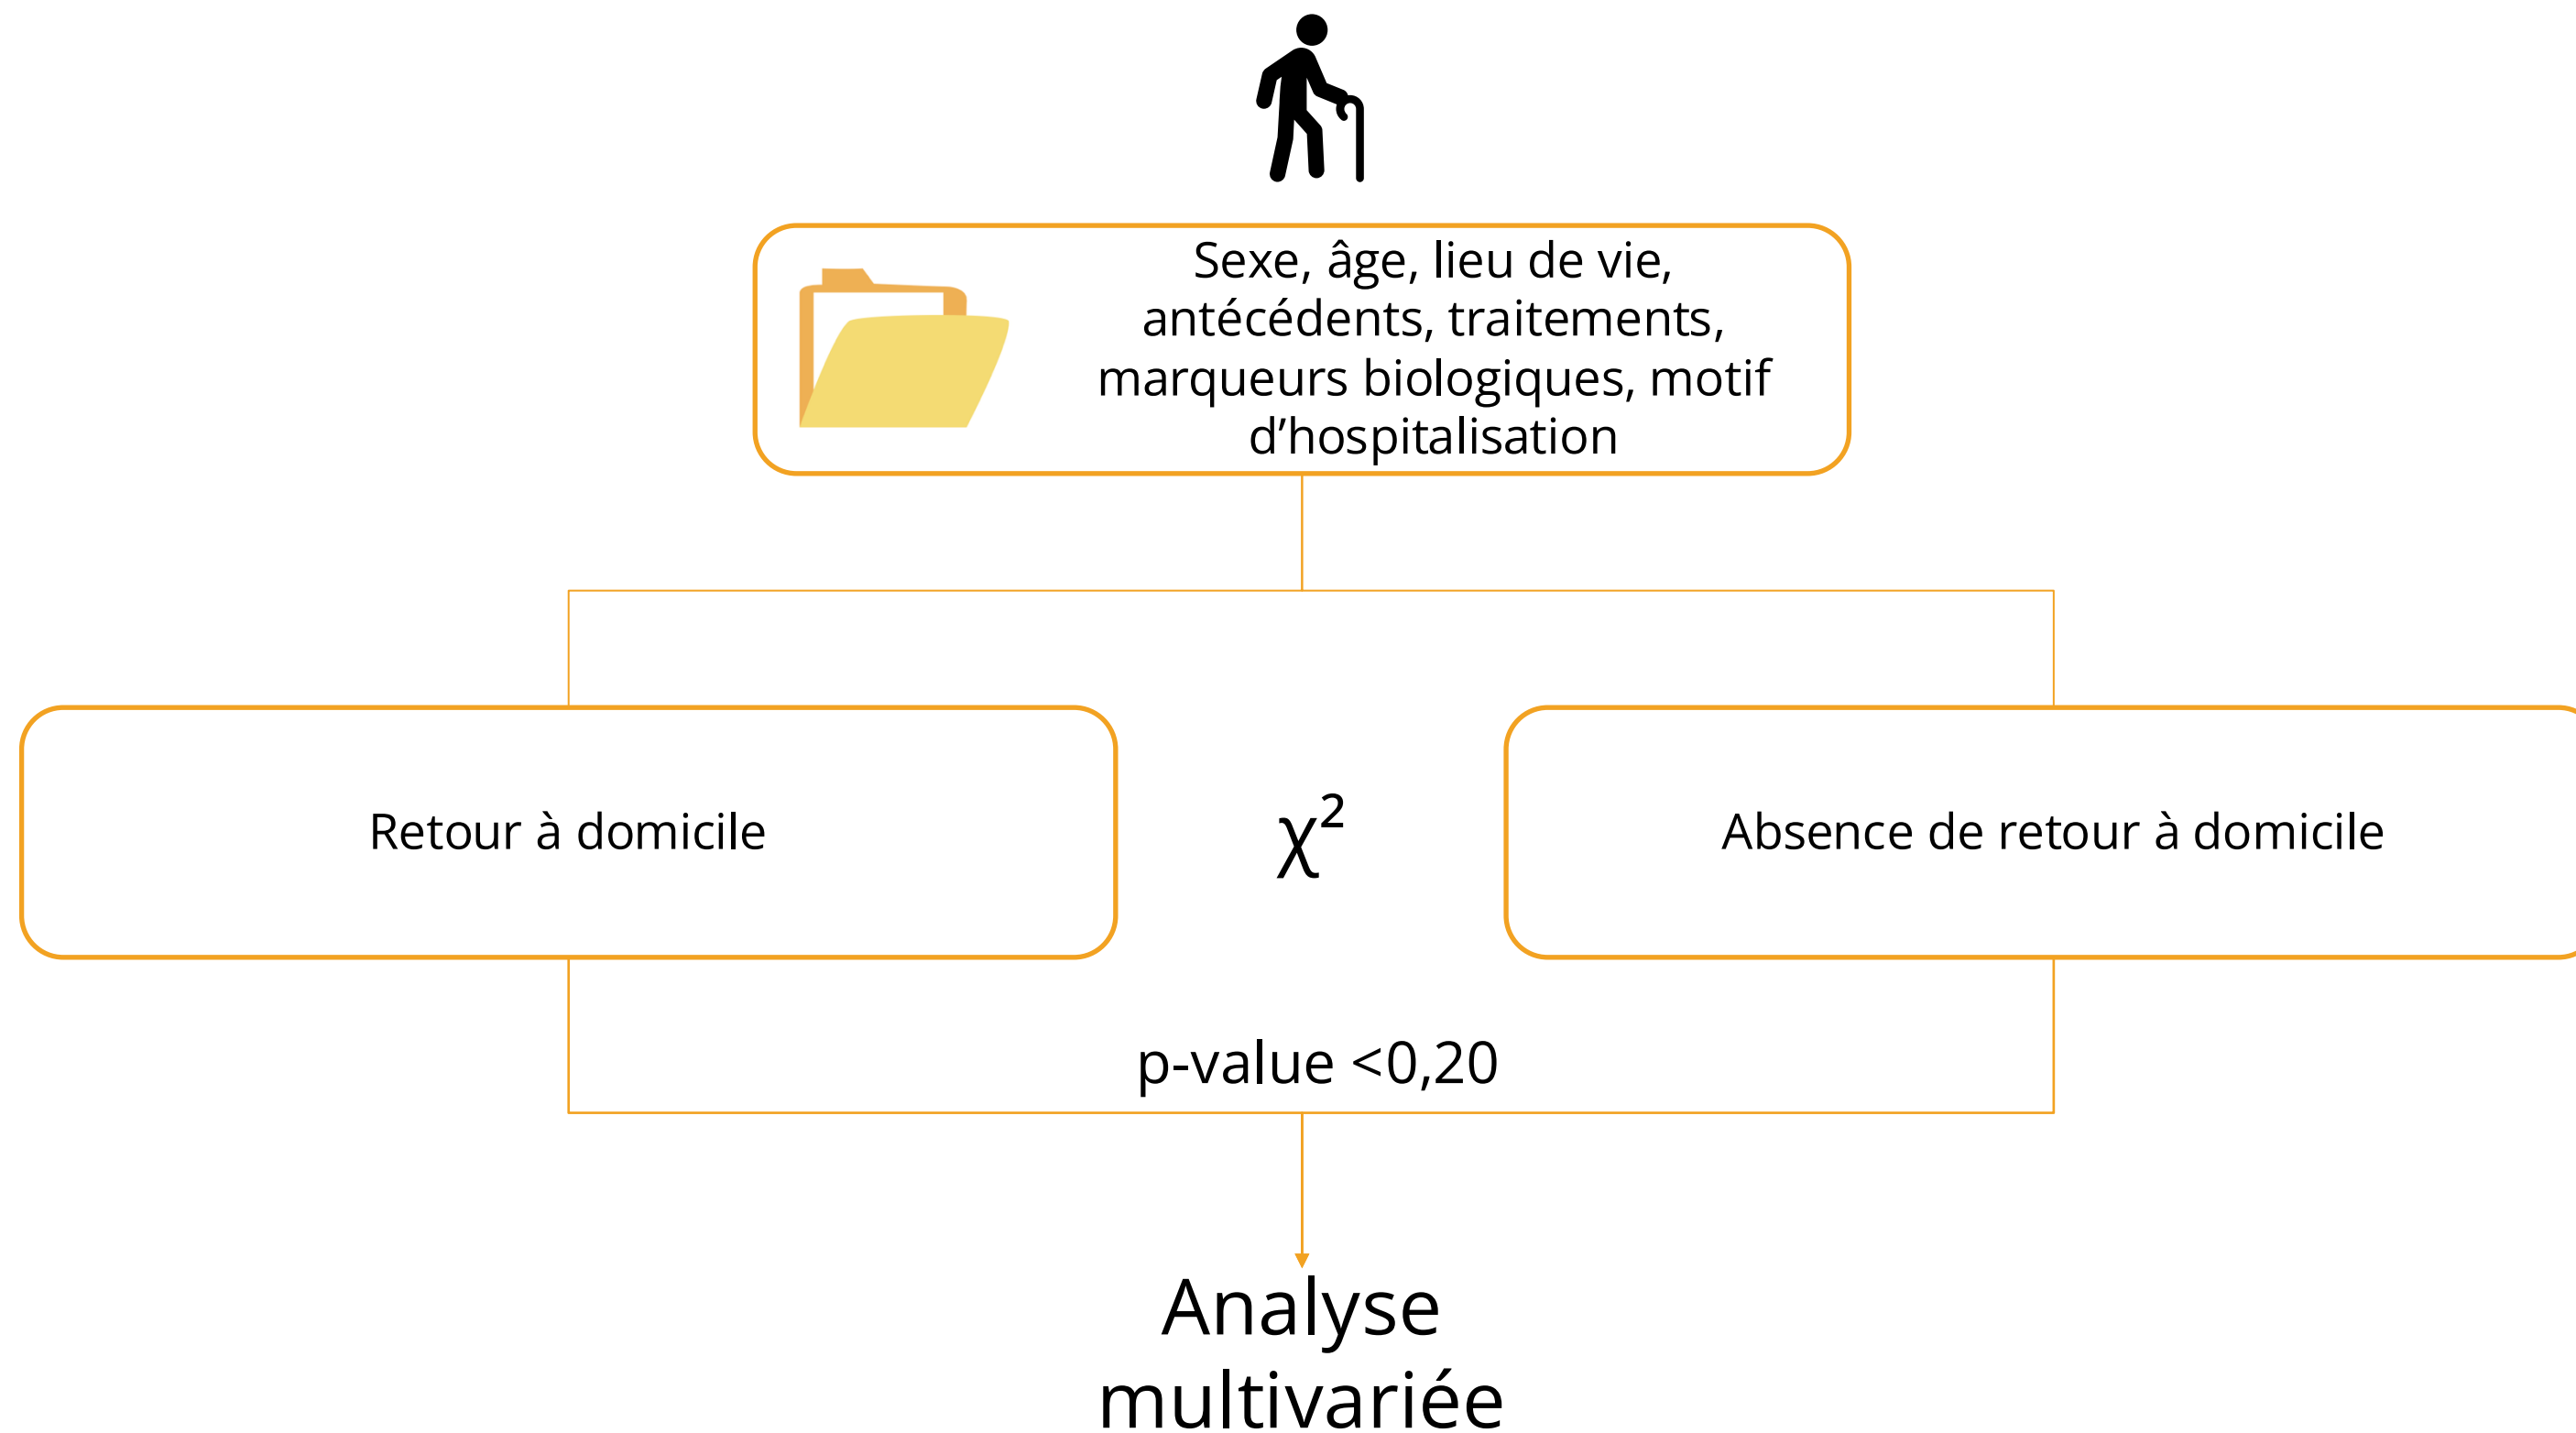 Sexe, âge, lieu de vie,
antécédents, traitements,
marqueurs biologiques, motif
d’hospitalisation
Retour à domicile
χ²
Absence de retour à domicile
p-value <0,20
Analyse
multivariée